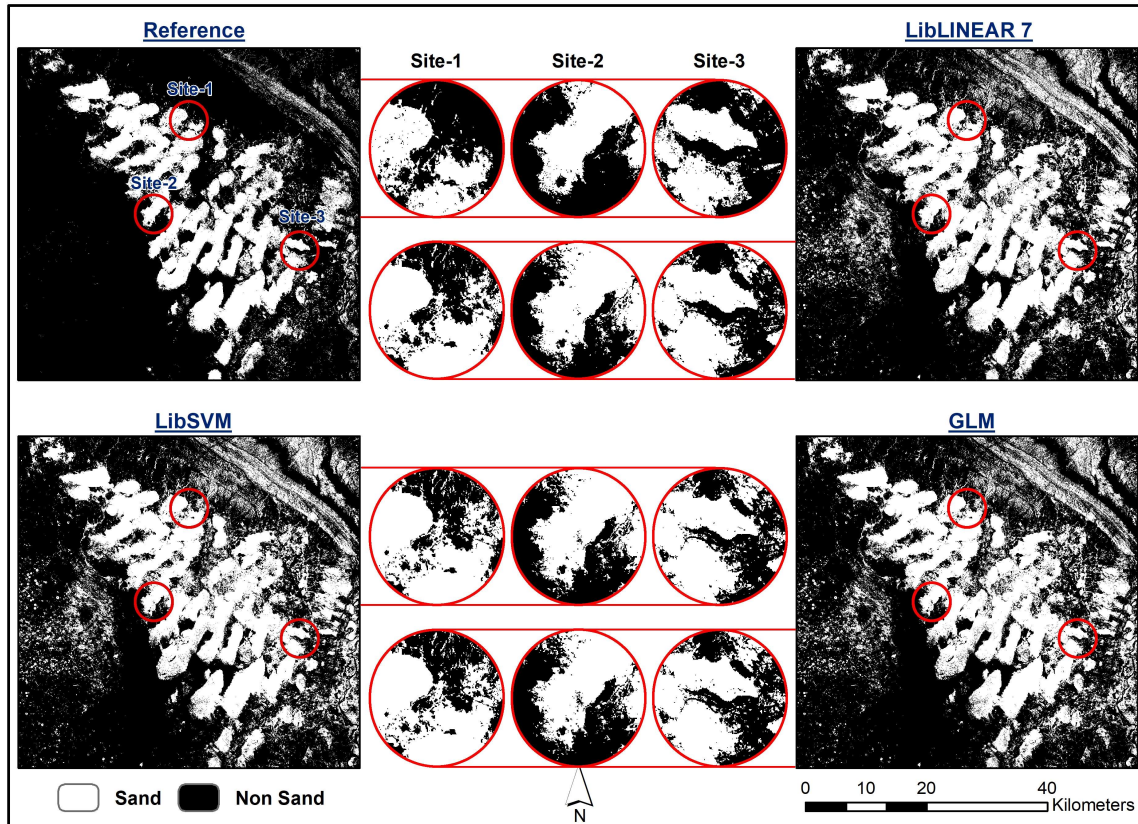 Reference
LibLINEAR 7
Site-1
Site-2
Site-3
Site-1
Site-2
Site-3
LibSVM
GLM
Sand
Non Sand
N
0 10 20 40
Kilometers